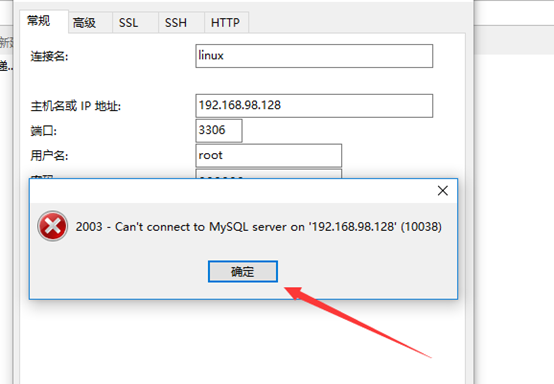 常规 高级 SSL SSH HTTP
连接名: linux
主机名或 IP 地址: 192.168.98.128
端口: 3306
用户名: root
2003 - Can't connect to MySQL server on '192.168.98.128' (10038)
确定